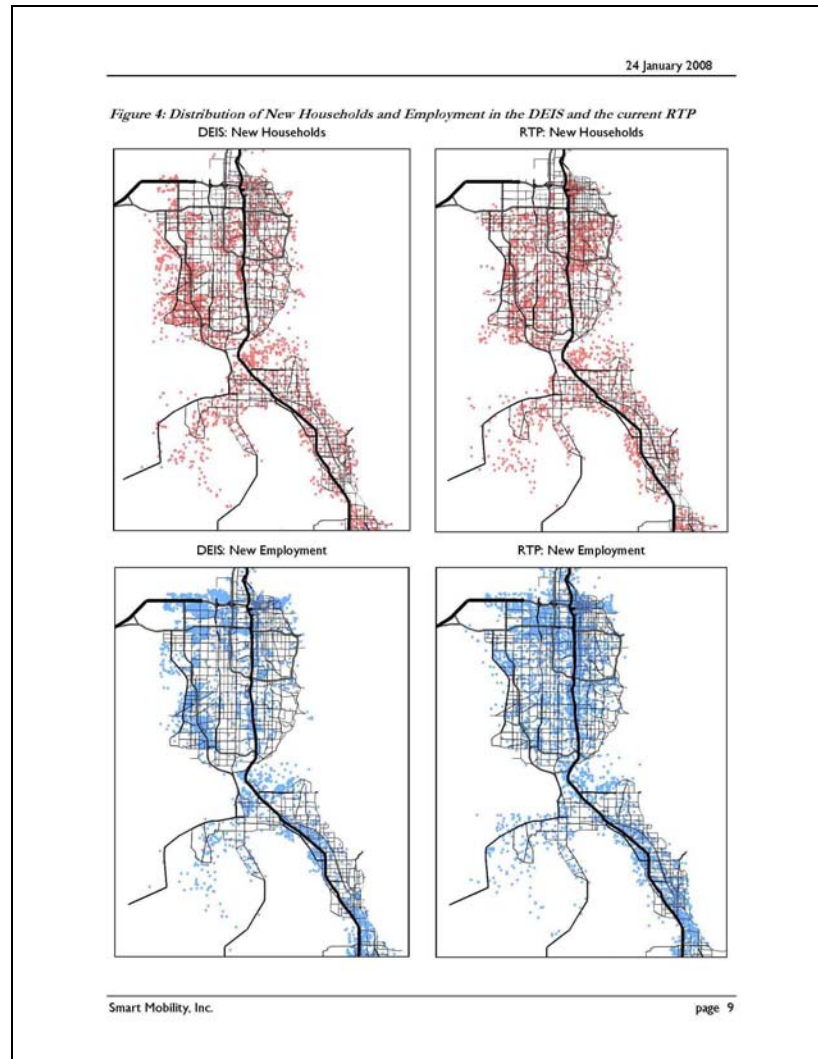 24 January 2008
Figure 4: Distribution of New Households and Employment in the DEIS and the current RTP
DEIS: New Households
RTP: New Households
DEIS: New Employment
RTP: New Employment
Smart Mobility, Inc.
page 9